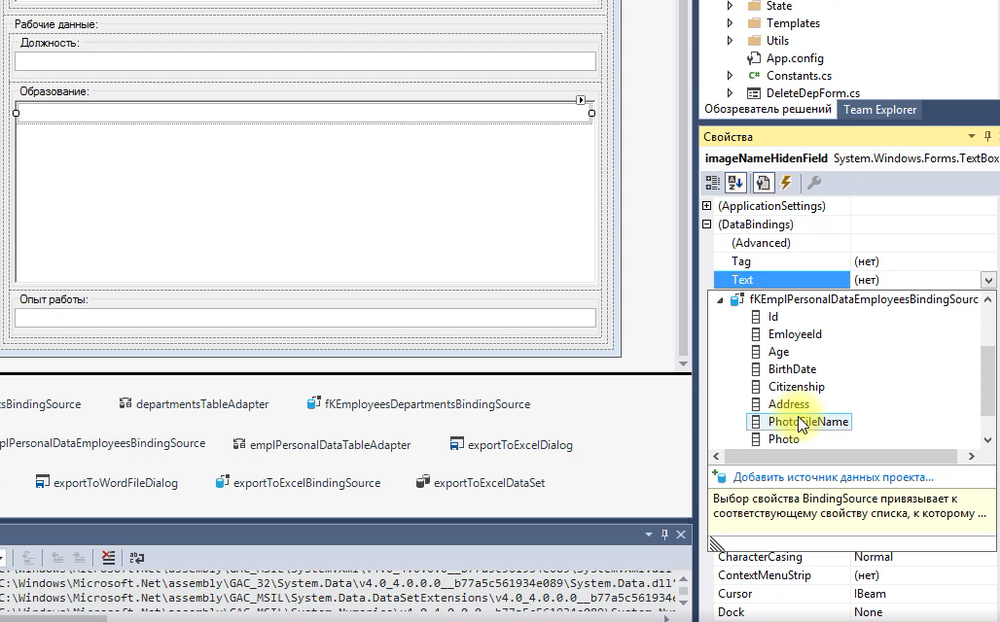 Рабочие данные:
Должность:
Образование:
Опыт работы:
State
Templates
Utils
App.config
Constants.cs
DeleteDepForm.cs
Обозреватель решений
Team Explorer
Свойства
imageNameHidenField System.Windows.Forms.TextBox
(ApplicationSettings)
(DataBindings)
(Advanced)
Tag (нет)
Text (нет)
fKEmplPersonalDataEmployeesBindingSourc
Id
EmloyeeId
Age
BirthDate
Citizenship
Address
PhotoFileName
Photo
Добавить источник данных проекта...
Выбор свойства BindingSource привязывает к
соответствующему свойству списка, к которому ...
CharacterCasing Normal
ContextMenuStrip (нет)
Cursor IBeam
Dock None
sBindingSource departmentsTableAdapter fKEmployeesDepartmentsBindingSource
plPersonalDataEmployeesBindingSource emplPersonalDataTableAdapter exportToExcelDialog
exportToWordFileDialog exportToExcelBindingSource exportToExcelDataSet
C:\Windows\Microsoft.Net\assembly\GAC_32\System.Data\v4.0_4.0.0.0__b77a5c561934e089\System.Data.dll'
C:\Windows\Microsoft.Net\assembly\GAC_MSIL\System.Data.DataSetExtensions\v4.0_4.0.0.0__b77a5c561934e